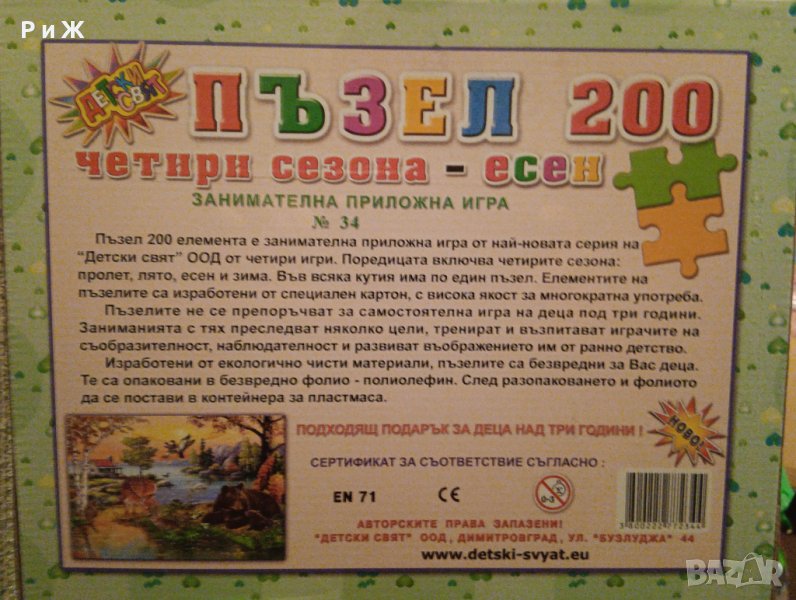 РиЖ
ДЕТСКИ СВЯТ
ПЪЗЕЛ 200
четири сезона - есен
ЗАНИМАТЕЛНА ПРИЛОЖНА ИГРА
№ 34
Пъзел 200 елемента е занимателна приложна игра от най-новата серия на
“Детски свят” ООД от четири игри. Поредицата включва четирите сезона:
пролет, лято, есен и зима. Във всяка кутия има по един пъзел. Елементите на
пъзелите са изработени от специален картон, с висока якост за многократна употреба.
Пъзелите не се препоръчват за самостоятелна игра на деца под три години.
Заниманията с тях преследват няколко цели, тренират и възпитават играчите на
съобразителност, наблюдателност и развиват въображението им от ранно детство.
Изработени от екологично чисти материали, пъзелите са безвредни за Вас деца.
Те са опаковани в безвредно фолио - полиолефин. След разопаковането и фолиото
да се постави в контейнера за пластмаса.
ПОДХОДЯЩ ПОДАРЪК ЗА ДЕЦА НАД ТРИ ГОДИНИ !
НОВО!
СЕРТИФИКАТ ЗА СЪОТВЕТСТВИЕ СЪГЛАСНО :
EN 71 CE 0-3
3800222772344
АВТОРСКИТЕ ПРАВА ЗАПАЗЕНИ!
"ДЕТСКИ СВЯТ" ООД, ДИМИТРОВГРАД, УЛ. "БУЗЛУДЖА" 44
www.detski-svyat.eu
BAZAR